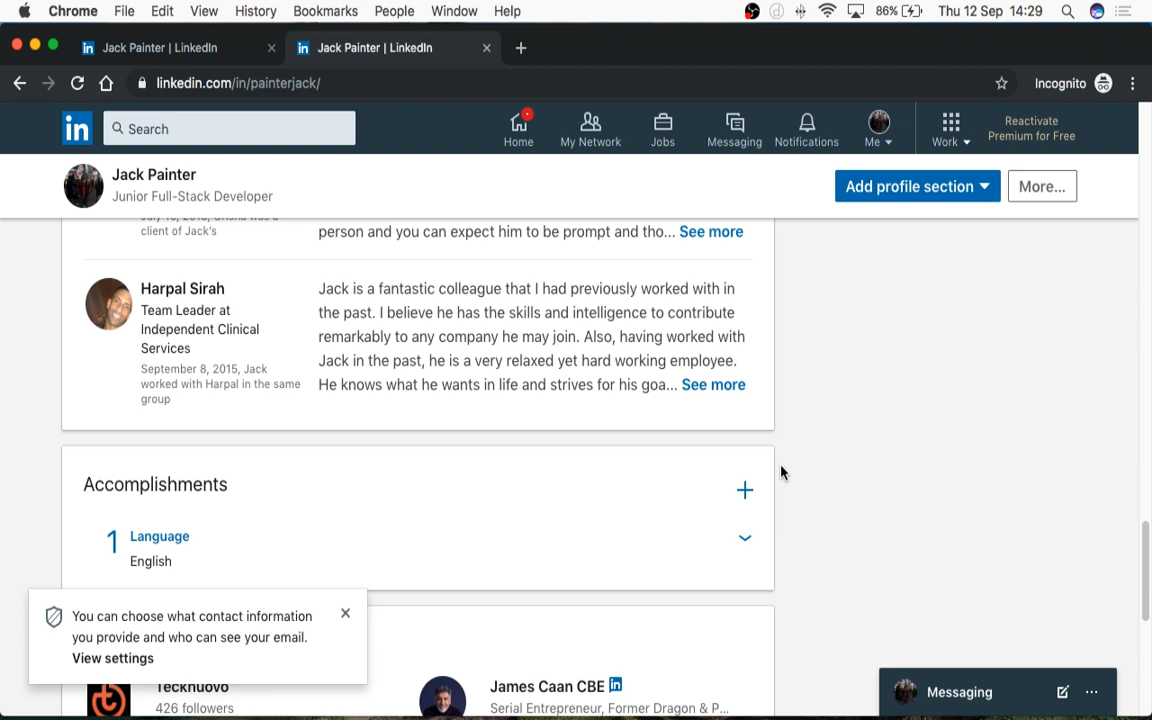 Chrome File Edit View History Bookmarks People Window Help 86% Thu 12 Sep 14:29
in Jack Painter | LinkedIn × in Jack Painter | LinkedIn × +
linkedin.com/in/painterjack/ Incognito
in Search Home My Network Jobs Messaging Notifications Me Work Reactivate
Premium for Free
Jack Painter
Junior Full-Stack Developer
Add profile section More...
client of Jack's
person and you can expect him to be prompt and tho... See more
Harpal Sirah
Team Leader at
Independent Clinical
Services
September 8, 2015, Jack
worked with Harpal in the same
group
Jack is a fantastic colleague that I had previously worked with in
the past. I believe he has the skills and intelligence to contribute
remarkably to any company he may join. Also, having worked with
Jack in the past, he is a very relaxed yet hard working employee.
He knows what he wants in life and strives for his goa... See more
Accomplishments
1 Language
English
You can choose what contact information
you provide and who can see your email.
View settings
Tecknuovo
426 followers
James Caan CBE in
Serial Entrepreneur, Former Dragon & P...
Messaging